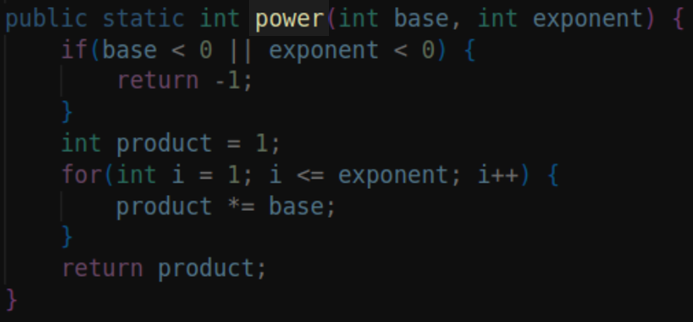 public static int power(int base, int exponent) {
    if(base < 0 || exponent < 0) {
        return -1;
    }
    int product = 1;
    for(int i = 1; i <= exponent; i++) {
        product *= base;
    }
    return product;
}